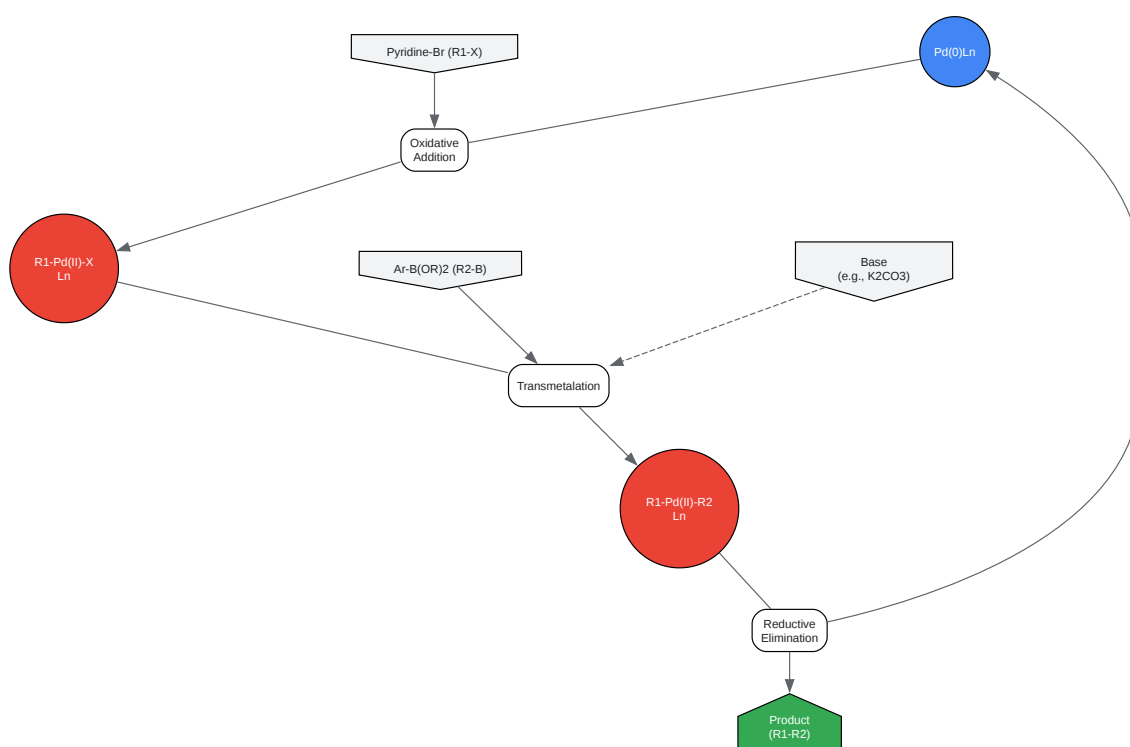 Pyridine-Br (R1-X)
Pd(0)Ln
Oxidative
Addition
R1-Pd(II)-X
Ln
Ar-B(OR)2 (R2-B)
Base
(e.g., K2CO3)
Transmetalation
R1-Pd(II)-R2
Ln
Reductive
Elimination
Product
(R1-R2)